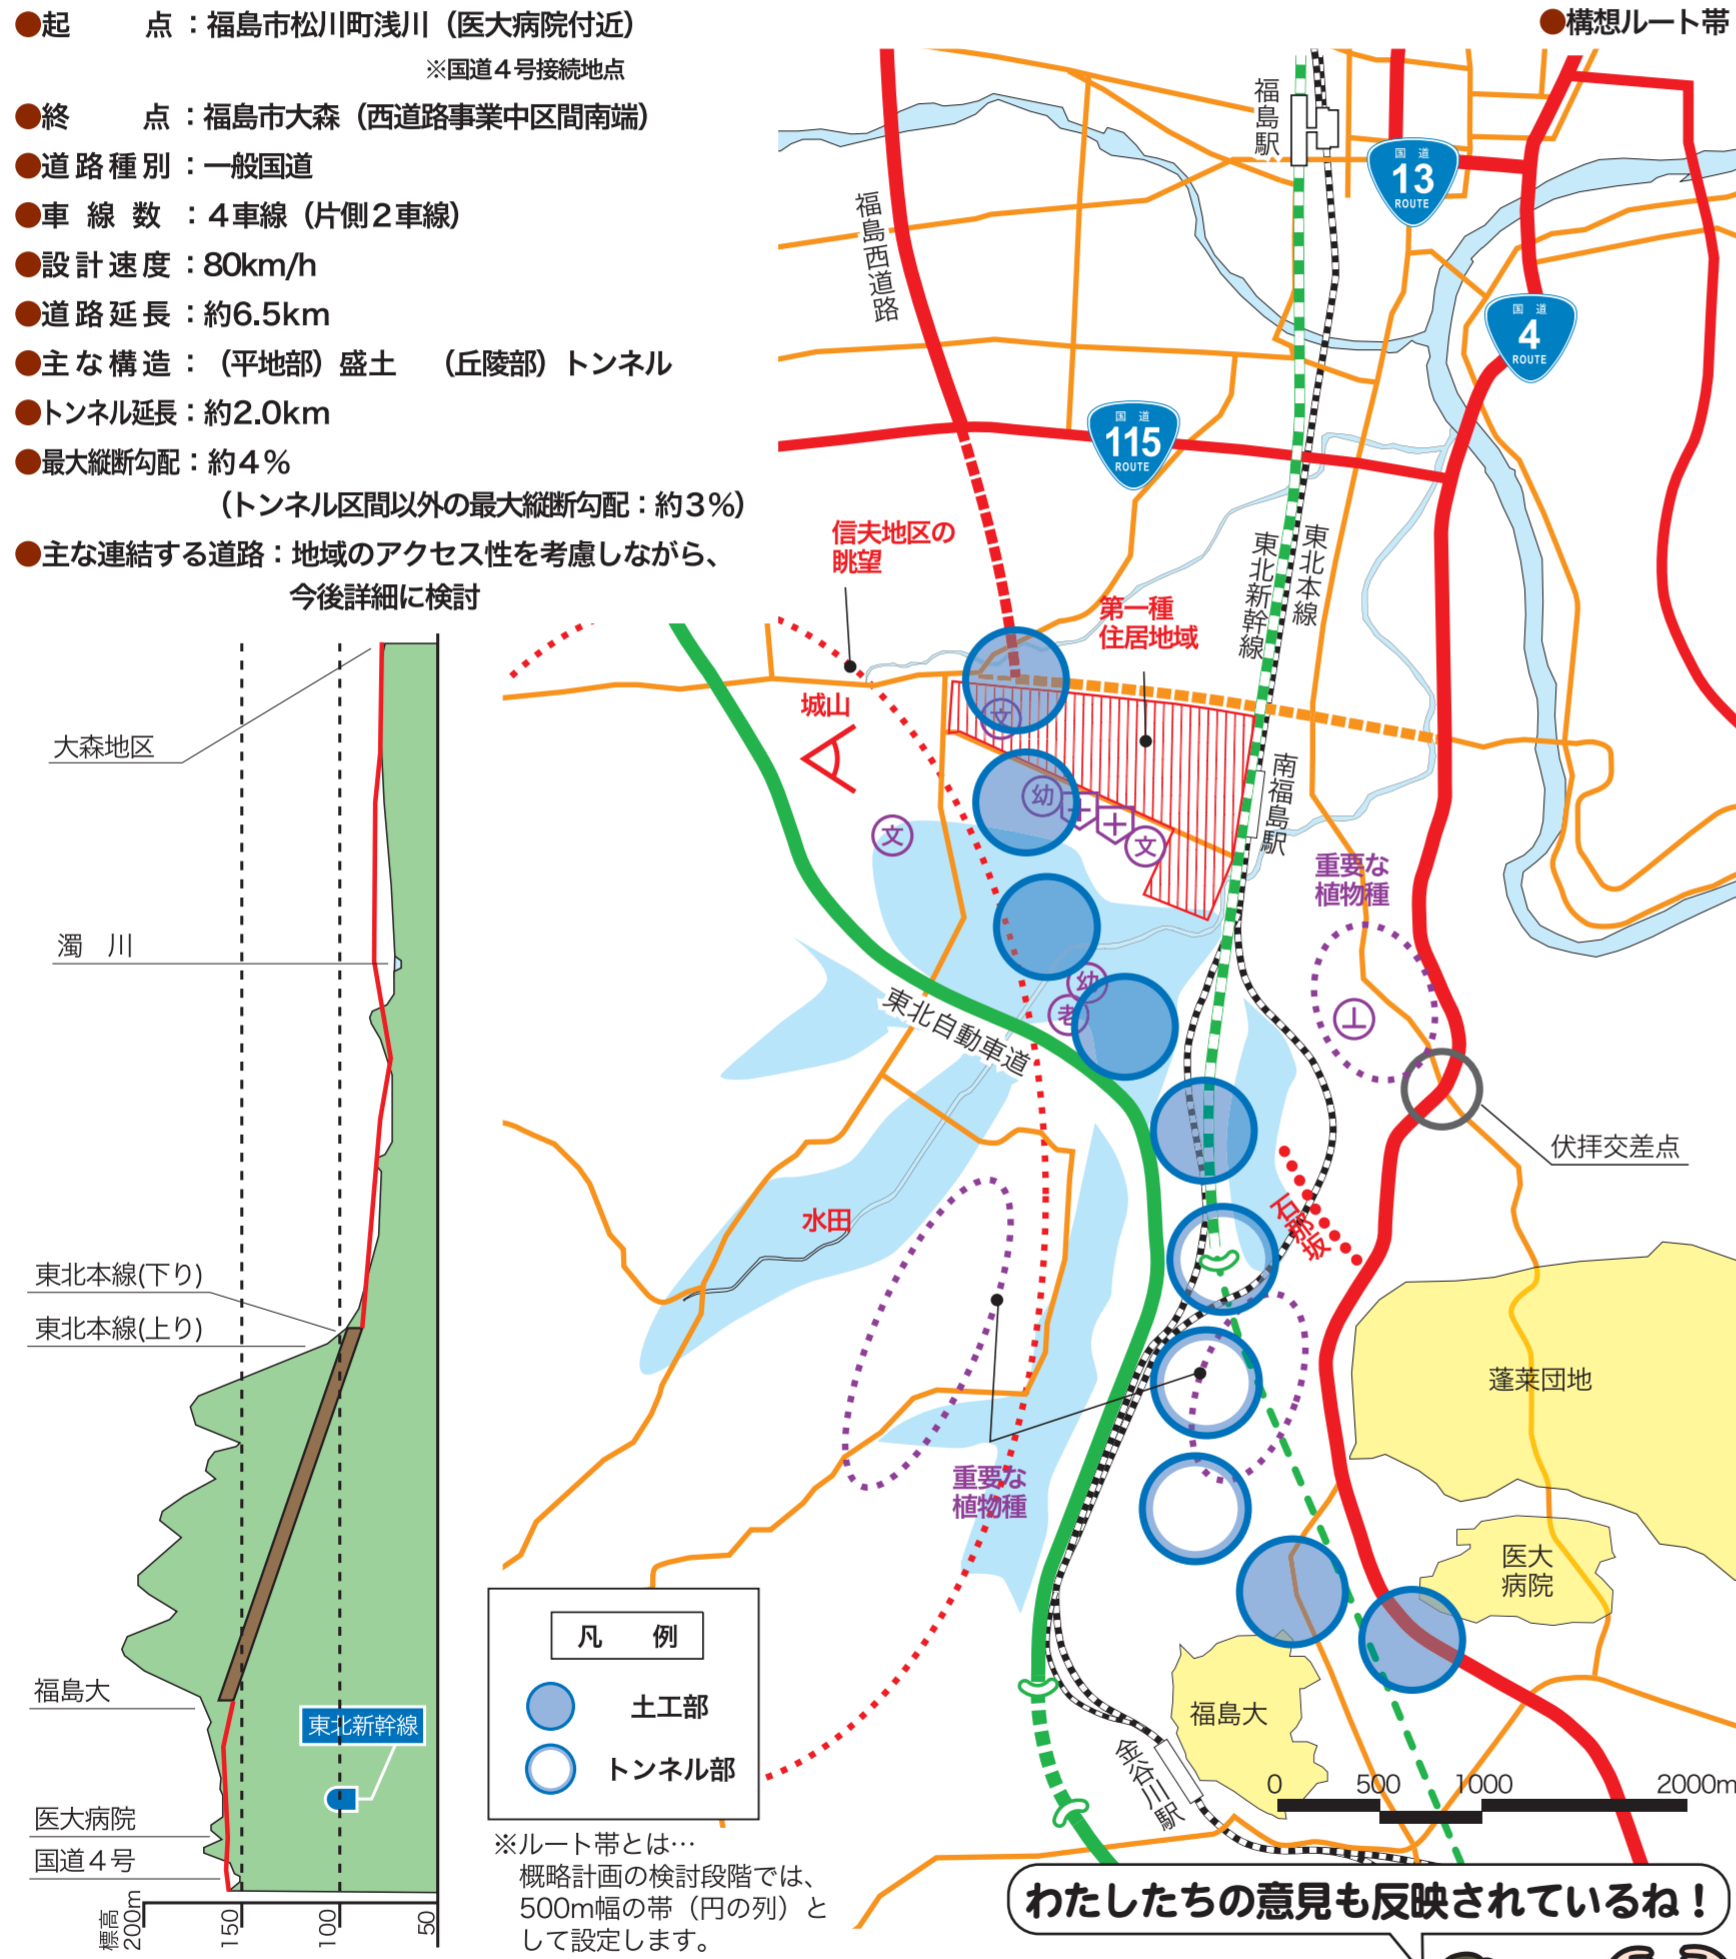 ●起　点：福島市松川町浅川（医大病院付近）
※国道４号接続地点
●終　点：福島市大森（西道路事業中区間南端）
●道路種別：一般国道
●車線数：４車線（片側２車線）
●設計速度：80km/h
●道路延長：約6.5km
●主な構造：（平地部）盛土　（丘陵部）トンネル
●トンネル延長：約2.0km
●最大縦断勾配：約４％
（トンネル区間以外の最大縦断勾配：約３％）
●主な連結する道路：地域のアクセス性を考慮しながら、
今後詳細に検討
●構想ルート帯
福島駅
国道
13
ROUTE
福島西道路
国道
4
ROUTE
国道
115
ROUTE
信夫地区の
眺望
東北新幹線
東北本線
第一種
住居地域
城山
文
幼
文
文
南福島駅
重要な
植物種
幼
老
東北自動車道
伏拝交差点
水田
石那坂
蓬莱団地
重要な
植物種
医大
病院
福島大
金谷川駅
0　500　1000　2000m
大森地区
濁　川
東北本線(下り)
東北本線(上り)
福島大
東北新幹線
医大病院
国道４号
標高
200m
150
100
50
凡　例
土工部
トンネル部
※ルート帯とは…
概略計画の検討段階では、
500m幅の帯（円の列）と
して設定します。
わたしたちの意見も反映されているね！